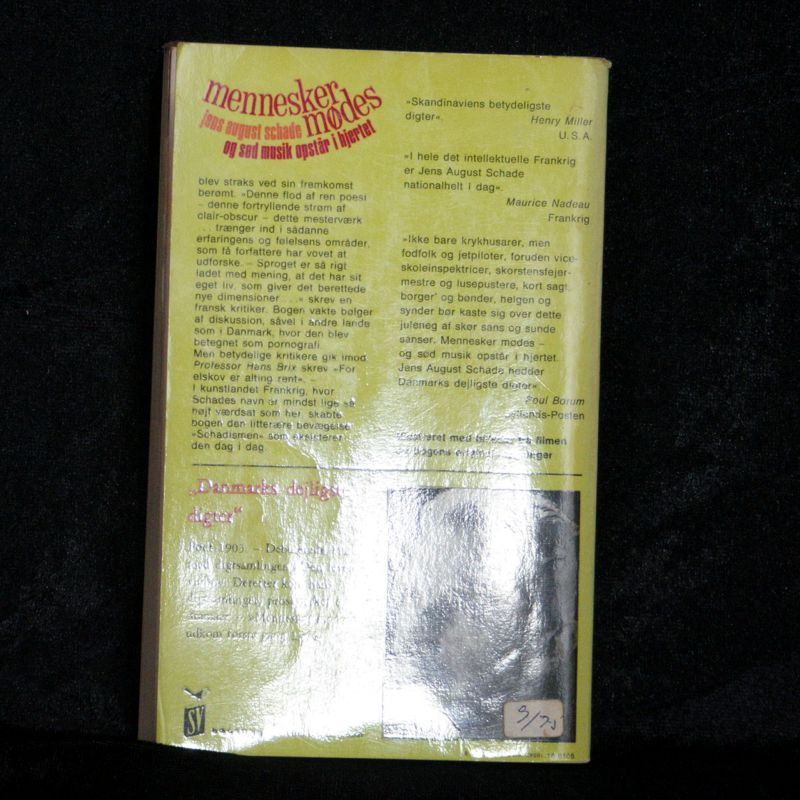 mennesker
mødes
jens august schade
og sød musik opstår i hjertet
blev straks ved sin fremkomst
berømt. »Denne flod af ren poesi
– denne fortryllende strøm af
clair-obscur – dette mesterværk
. . . trænger ind i sådanne
erfaringens og følelsens områder,
som få forfattere har vovet at
udforske. – Sproget er så rigt
ladet med mening, at det har sit
eget liv, som giver det berettede
nye dimensioner . . .« skrev en
fransk kritiker. Bogen vakte bølger
af diskussion, såvel i andre lande
som i Danmark, hvor den blev
betegnet som pornografi.
Men betydelige kritikere gik imod.
Professor Hans Brix skrev »For
elskov er alting rent«. –
I kunstlandet Frankrig, hvor
Schades navn er mindst lige så
højt værdsat som her, skabte
bogen den litterære bevægelse
»Schadismen« som eksisterer
den dag i dag.
»Skandinaviens betydeligste
digter«.
Henry Miller
U.S.A.
»I hele det intellektuelle Frankrig
er Jens August Schade
nationalhelt i dag«.
Maurice Nadeau
Frankrig
»Ikke bare krykhusarer, men
fodfolk og jetpiloter, foruden vice-
skoleinspektricer, skorstensfejer-
mestre og lusepustere, kort sagt,
borger og bønder, helgen og
synder bør kaste sig over dette
juleneg af skør sans og sunde
sanser. Mennesker mødes –
og sød musik opstår i hjertet.
Jens August Schade hedder
Danmarks dejligste digter«
Poul Borum
Jyllands-Posten
med filmen
„Danmarks dejligste
digter“
Født 1903. –
digtsamlingen
Derefter
udkom første gang
SV
9/75